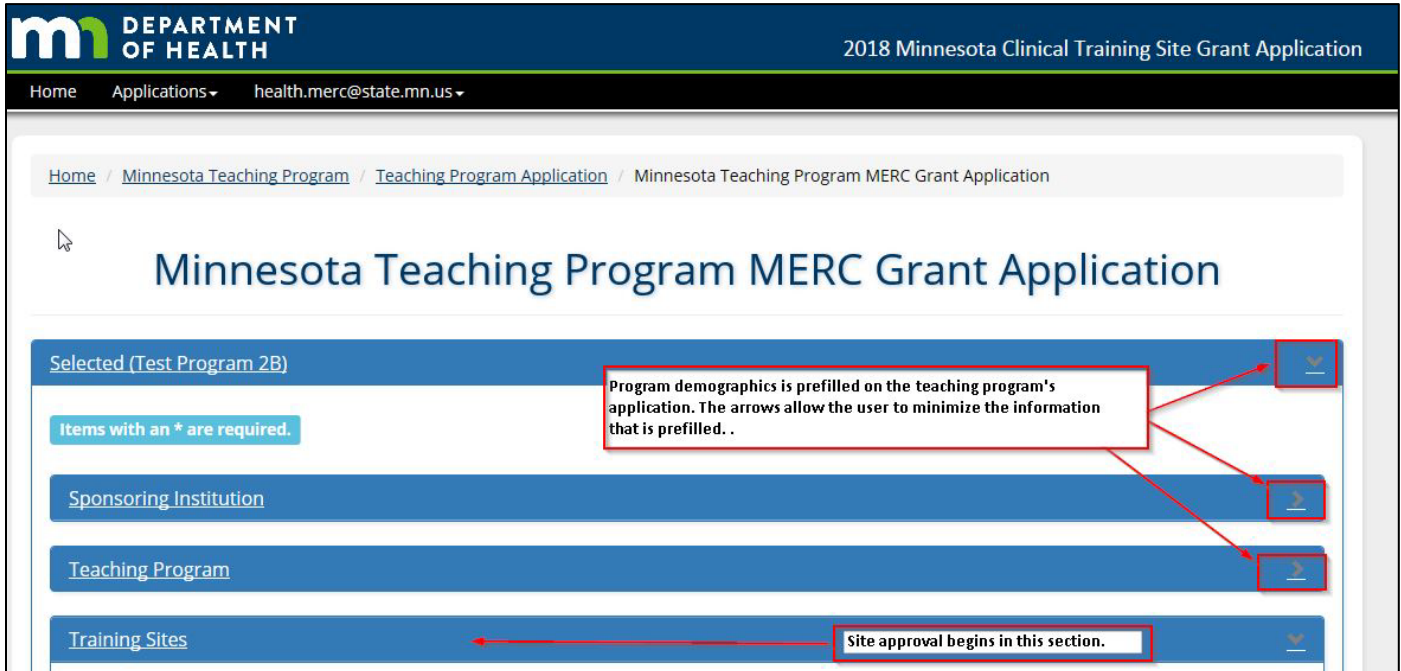 mn DEPARTMENT
OF HEALTH
2018 Minnesota Clinical Training Site Grant Application
Home Applications health.merc@state.mn.us
Home / Minnesota Teaching Program / Teaching Program Application / Minnesota Teaching Program MERC Grant Application
Minnesota Teaching Program MERC Grant Application
Selected (Test Program 2B)
Program demographics is prefilled on the teaching program's
application. The arrows allow the user to minimize the information
that is prefilled. .
Items with an * are required.
Sponsoring Institution
Teaching Program
Training Sites
Site approval begins in this section.